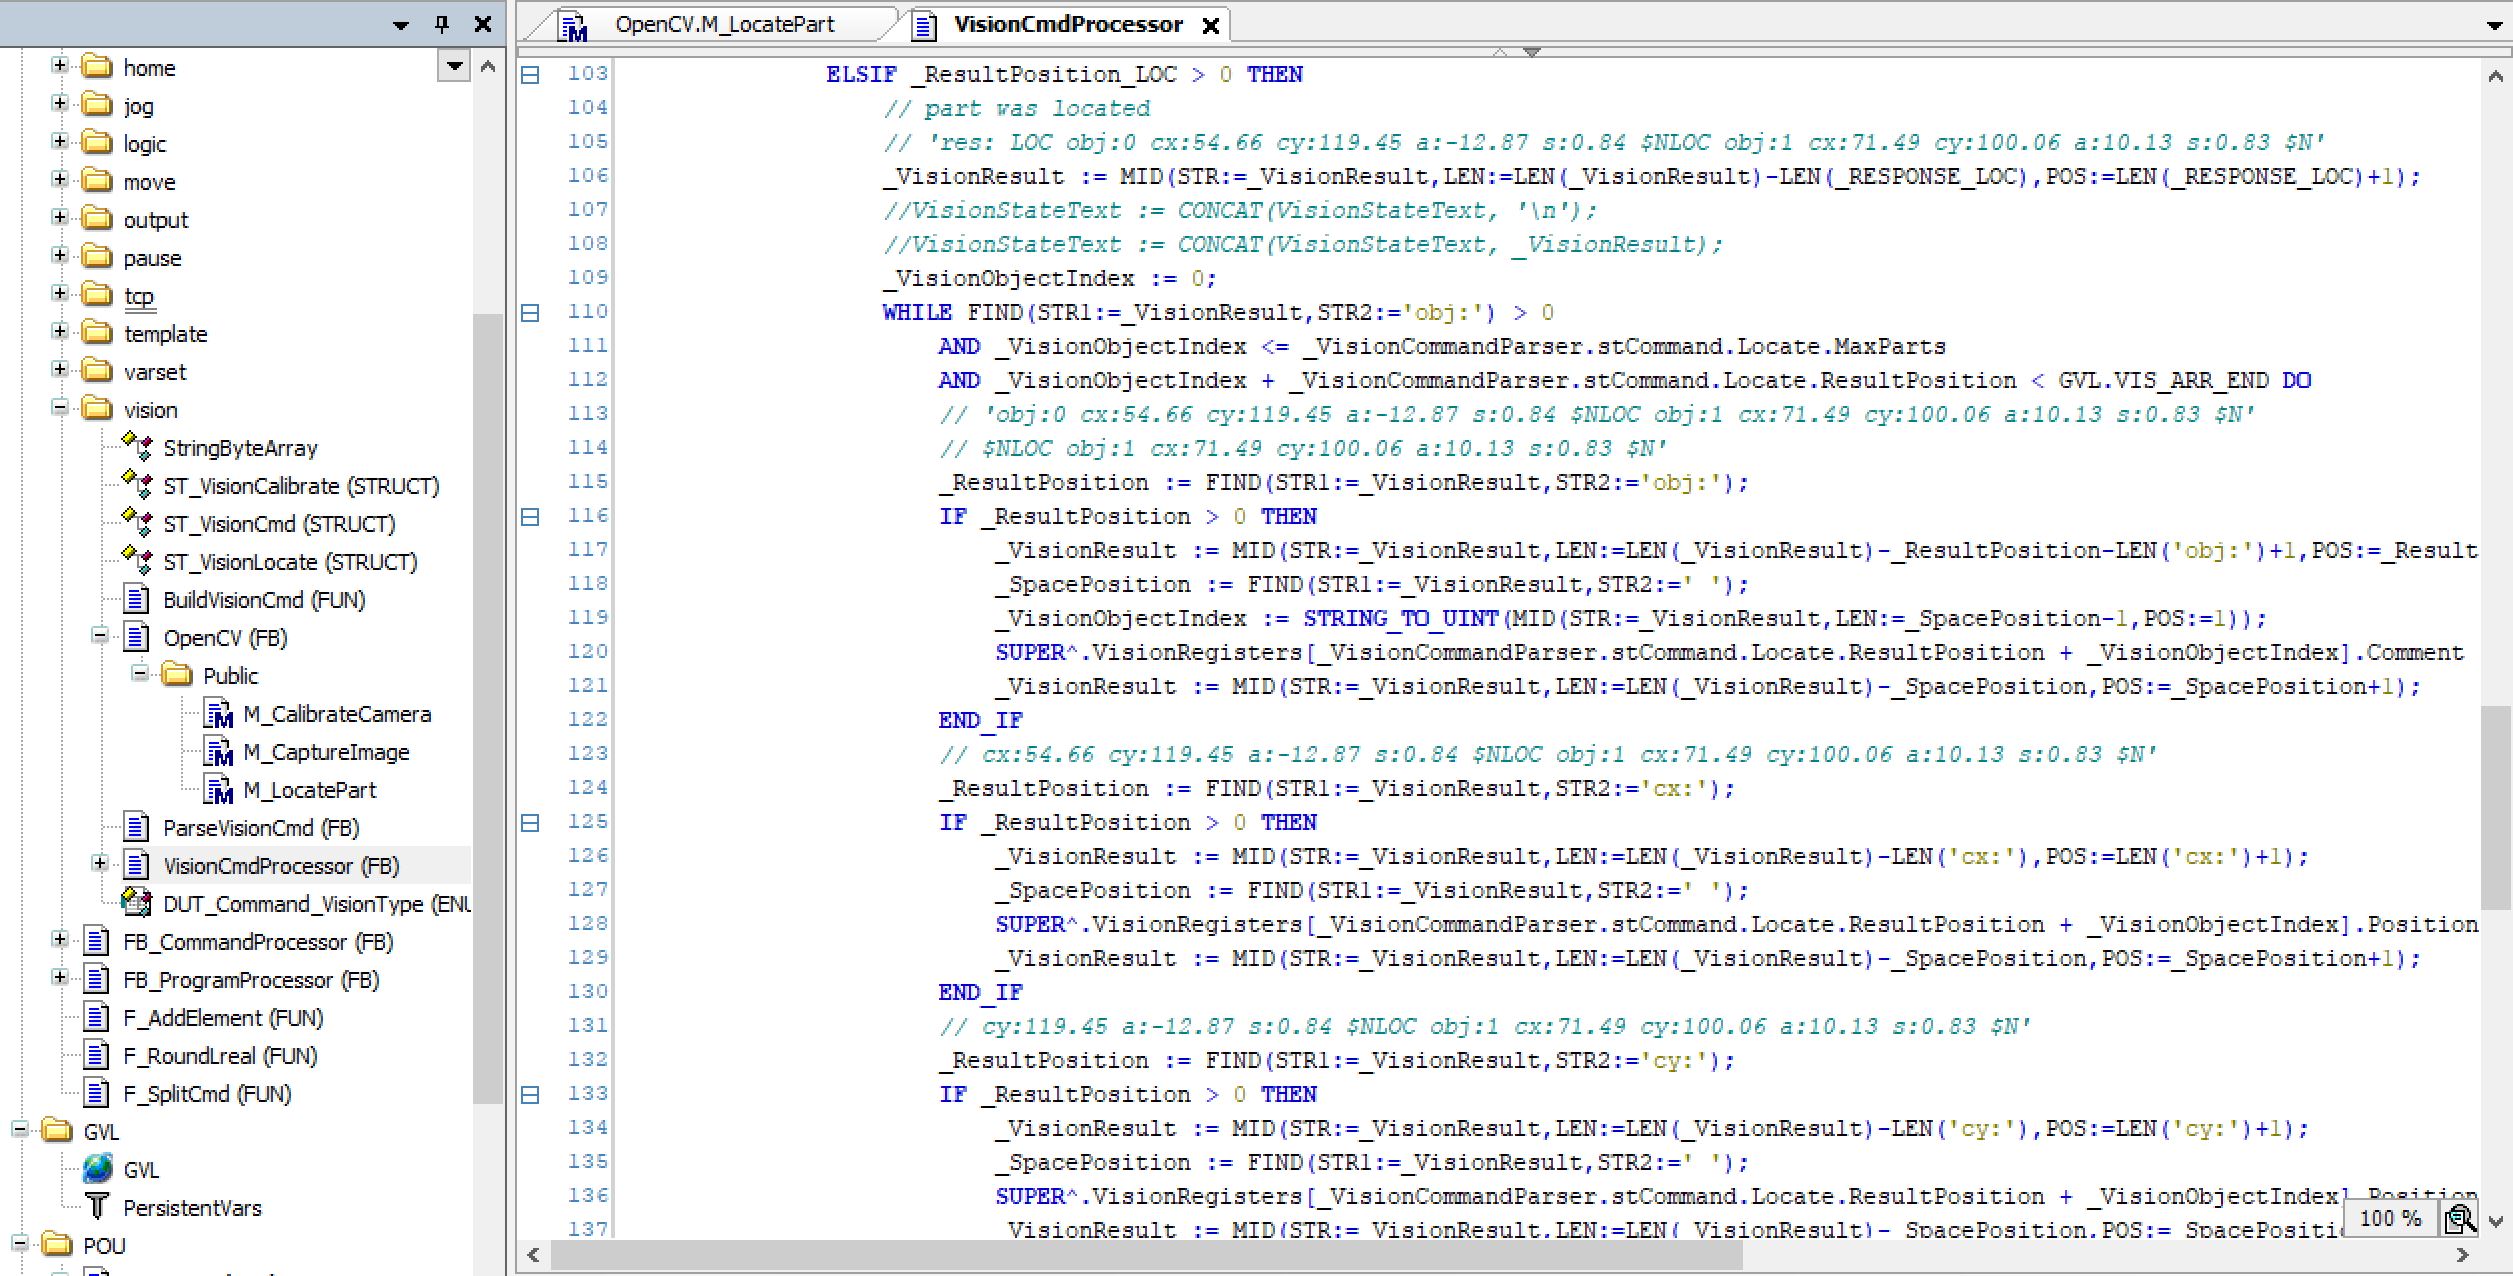 home
jog
logic
move
output
pause
tcp
template
varset
vision
StringByteArray
ST_VisionCalibrate (STRUCT)
ST_VisionCmd (STRUCT)
ST_VisionLocate (STRUCT)
BuildVisionCmd (FUN)
OpenCV (FB)
Public
M_CalibrateCamera
M_CaptureImage
M_LocatePart
ParseVisionCmd (FB)
VisionCmdProcessor (FB)
DUT_Command_VisionType (ENU
FB_CommandProcessor (FB)
FB_ProgramProcessor (FB)
F_AddElement (FUN)
F_RoundLreal (FUN)
F_SplitCmd (FUN)
GVL
GVL
PersistentVars
POU
OpenCV.M_LocatePart VisionCmdProcessor
103 ELSIF _ResultPosition_LOC > 0 THEN
104 // part was located
105 // 'res: LOC obj:0 cx:54.66 cy:119.45 a:-12.87 s:0.84 $NLOC obj:1 cx:71.49 cy:100.06 a:10.13 s:0.83 $N'
106 _VisionResult := MID(STR:=_VisionResult,LEN:=LEN(_VisionResult)-LEN(_RESPONSE_LOC),POS:=LEN(_RESPONSE_LOC)+1);
107 //VisionStateText := CONCAT(VisionStateText, '\n');
108 //VisionStateText := CONCAT(VisionStateText, _VisionResult);
109 _VisionObjectIndex := 0;
110 WHILE FIND(STR1:=_VisionResult,STR2:='obj:') > 0
111 AND _VisionObjectIndex <= _VisionCommandParser.stCommand.Locate.MaxParts
112 AND _VisionObjectIndex + _VisionCommandParser.stCommand.Locate.ResultPosition < GVL.VIS_ARR_END DO
113 // 'obj:0 cx:54.66 cy:119.45 a:-12.87 s:0.84 $NLOC obj:1 cx:71.49 cy:100.06 a:10.13 s:0.83 $N'
114 // $NLOC obj:1 cx:71.49 cy:100.06 a:10.13 s:0.83 $N'
115 _ResultPosition := FIND(STR1:=_VisionResult,STR2:='obj:');
116 IF _ResultPosition > 0 THEN
117 _VisionResult := MID(STR:=_VisionResult,LEN:=LEN(_VisionResult)-_ResultPosition-LEN('obj:')+1,POS:=_Result
118 _SpacePosition := FIND(STR1:=_VisionResult,STR2:=' ');
119 _VisionObjectIndex := STRING_TO_UINT(MID(STR:=_VisionResult,LEN:=_SpacePosition-1,POS:=1));
120 SUPER^.VisionRegisters[_VisionCommandParser.stCommand.Locate.ResultPosition + _VisionObjectIndex].Comment
121 _VisionResult := MID(STR:=_VisionResult,LEN:=LEN(_VisionResult)-_SpacePosition,POS:=_SpacePosition+1);
122 END_IF
123 // cx:54.66 cy:119.45 a:-12.87 s:0.84 $NLOC obj:1 cx:71.49 cy:100.06 a:10.13 s:0.83 $N'
124 _ResultPosition := FIND(STR1:=_VisionResult,STR2:='cx:');
125 IF _ResultPosition > 0 THEN
126 _VisionResult := MID(STR:=_VisionResult,LEN:=LEN(_VisionResult)-LEN('cx:'),POS:=LEN('cx:')+1);
127 _SpacePosition := FIND(STR1:=_VisionResult,STR2:=' ');
128 SUPER^.VisionRegisters[_VisionCommandParser.stCommand.Locate.ResultPosition + _VisionObjectIndex].Position
129 _VisionResult := MID(STR:=_VisionResult,LEN:=LEN(_VisionResult)-_SpacePosition,POS:=_SpacePosition+1);
130 END_IF
131 // cy:119.45 a:-12.87 s:0.84 $NLOC obj:1 cx:71.49 cy:100.06 a:10.13 s:0.83 $N'
132 _ResultPosition := FIND(STR1:=_VisionResult,STR2:='cy:');
133 IF _ResultPosition > 0 THEN
134 _VisionResult := MID(STR:=_VisionResult,LEN:=LEN(_VisionResult)-LEN('cy:'),POS:=LEN('cy:')+1);
135 _SpacePosition := FIND(STR1:=_VisionResult,STR2:=' ');
136 SUPER^.VisionRegisters[_VisionCommandParser.stCommand.Locate.ResultPosition + _VisionObjectIndex].Position
137 _VisionResult := MID(STR:=_VisionResult,LEN:=LEN(_VisionResult)-_SpacePosition,POS:=_SpacePositi
100 %